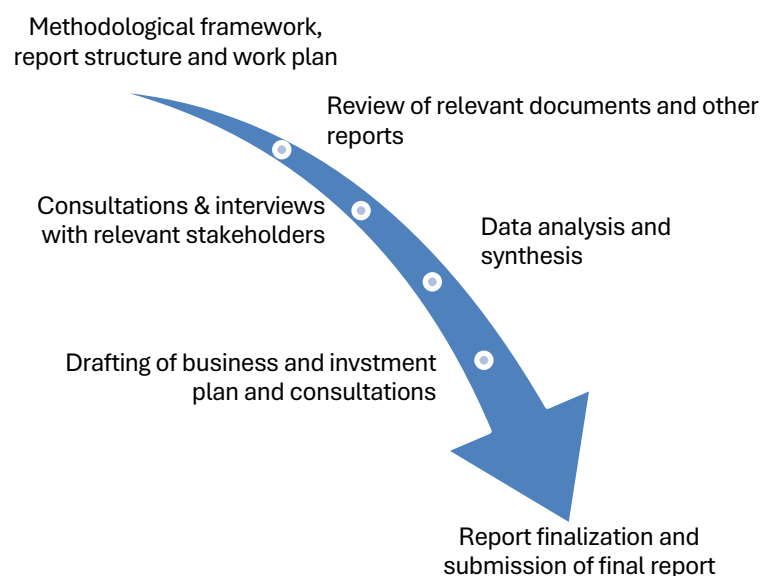 Methodological framework,
report structure and work plan
Review of relevant documents and other
reports
Consultations & interviews
with relevant stakeholders
Data analysis and
synthesis
Drafting of business and invstment
plan and consultations
Report finalization and
submission of final report